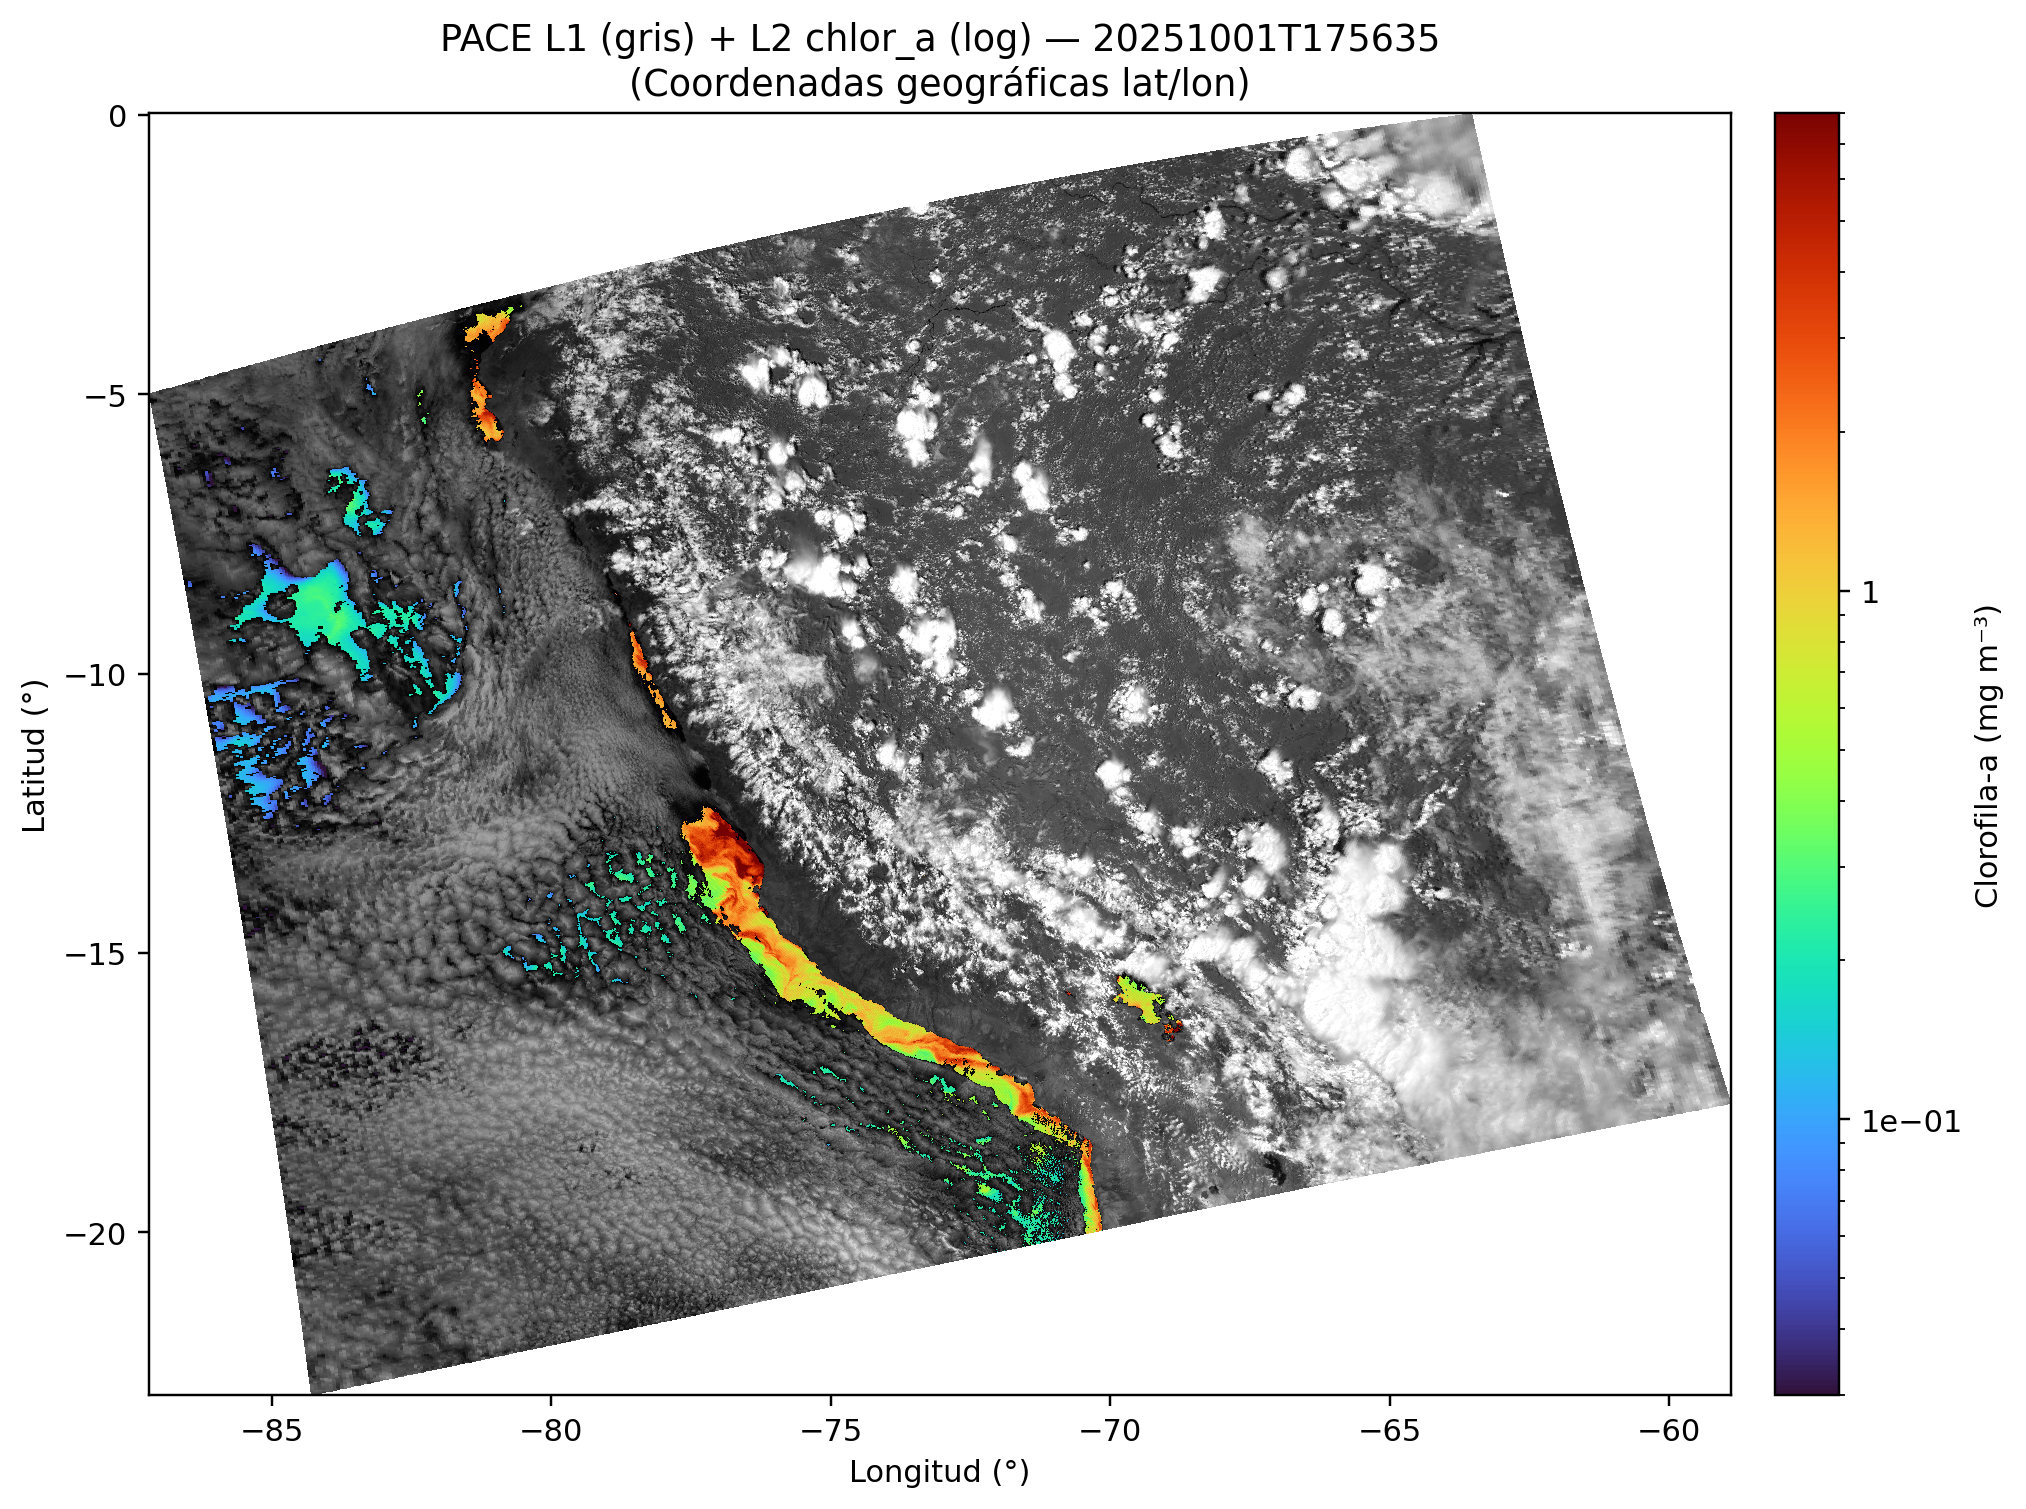 PACE L1 (gris) + L2 chlor_a (log) — 20251001T175635
(Coordenadas geográficas lat/lon)
0
−5
−10
−15
−20
Latitud (°)
−85
−80
−75
−70
−65
−60
Longitud (°)
1
1e−01
Clorofila-a (mg m⁻³)